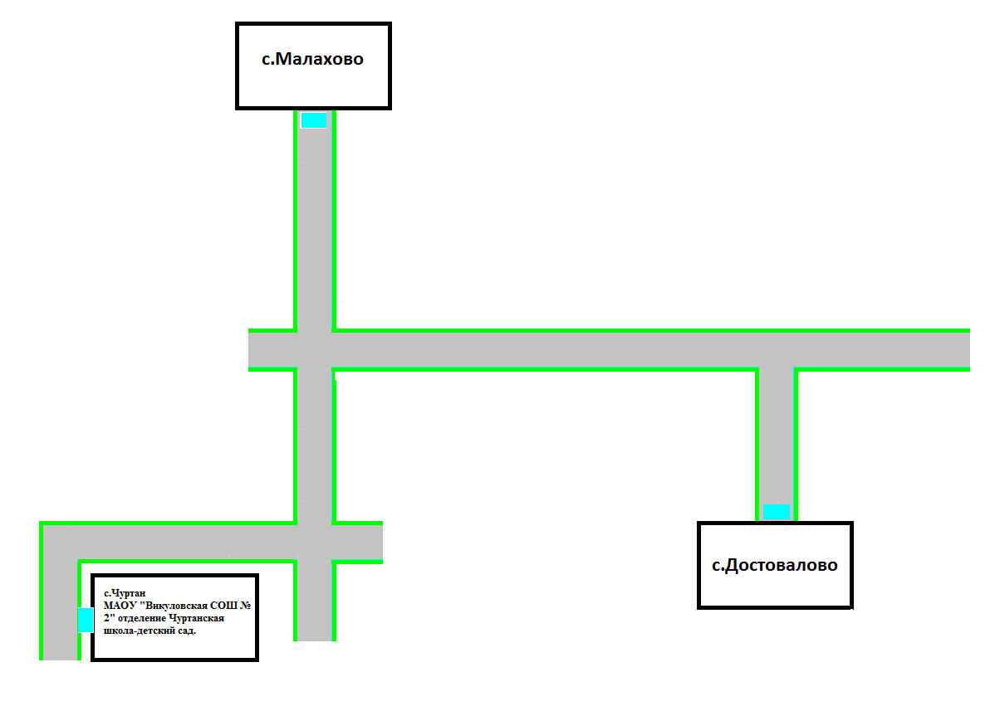 с.Малахово
с.Достовалово
с.Чуртан
МАОУ "Викуловская СОШ №
2" отделение Чуртанская
школа-детский сад.